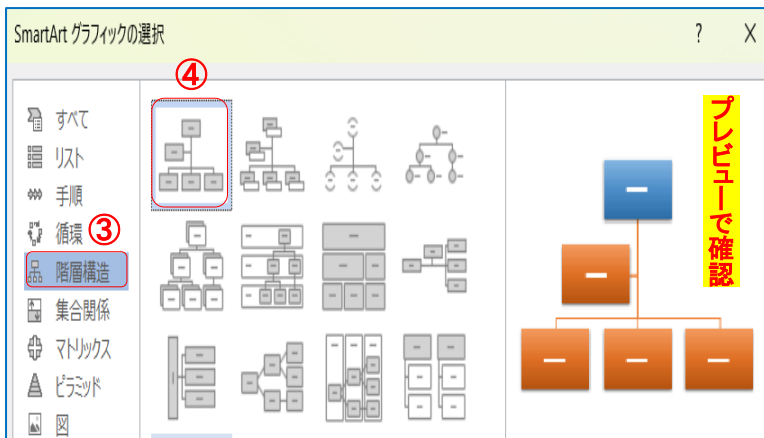 SmartArt グラフィックの選択
? ×
④
すべて
リスト
手順
循環 ③
階層構造
集合関係
マトリックス
ピラミッド
図
プレビューで確認